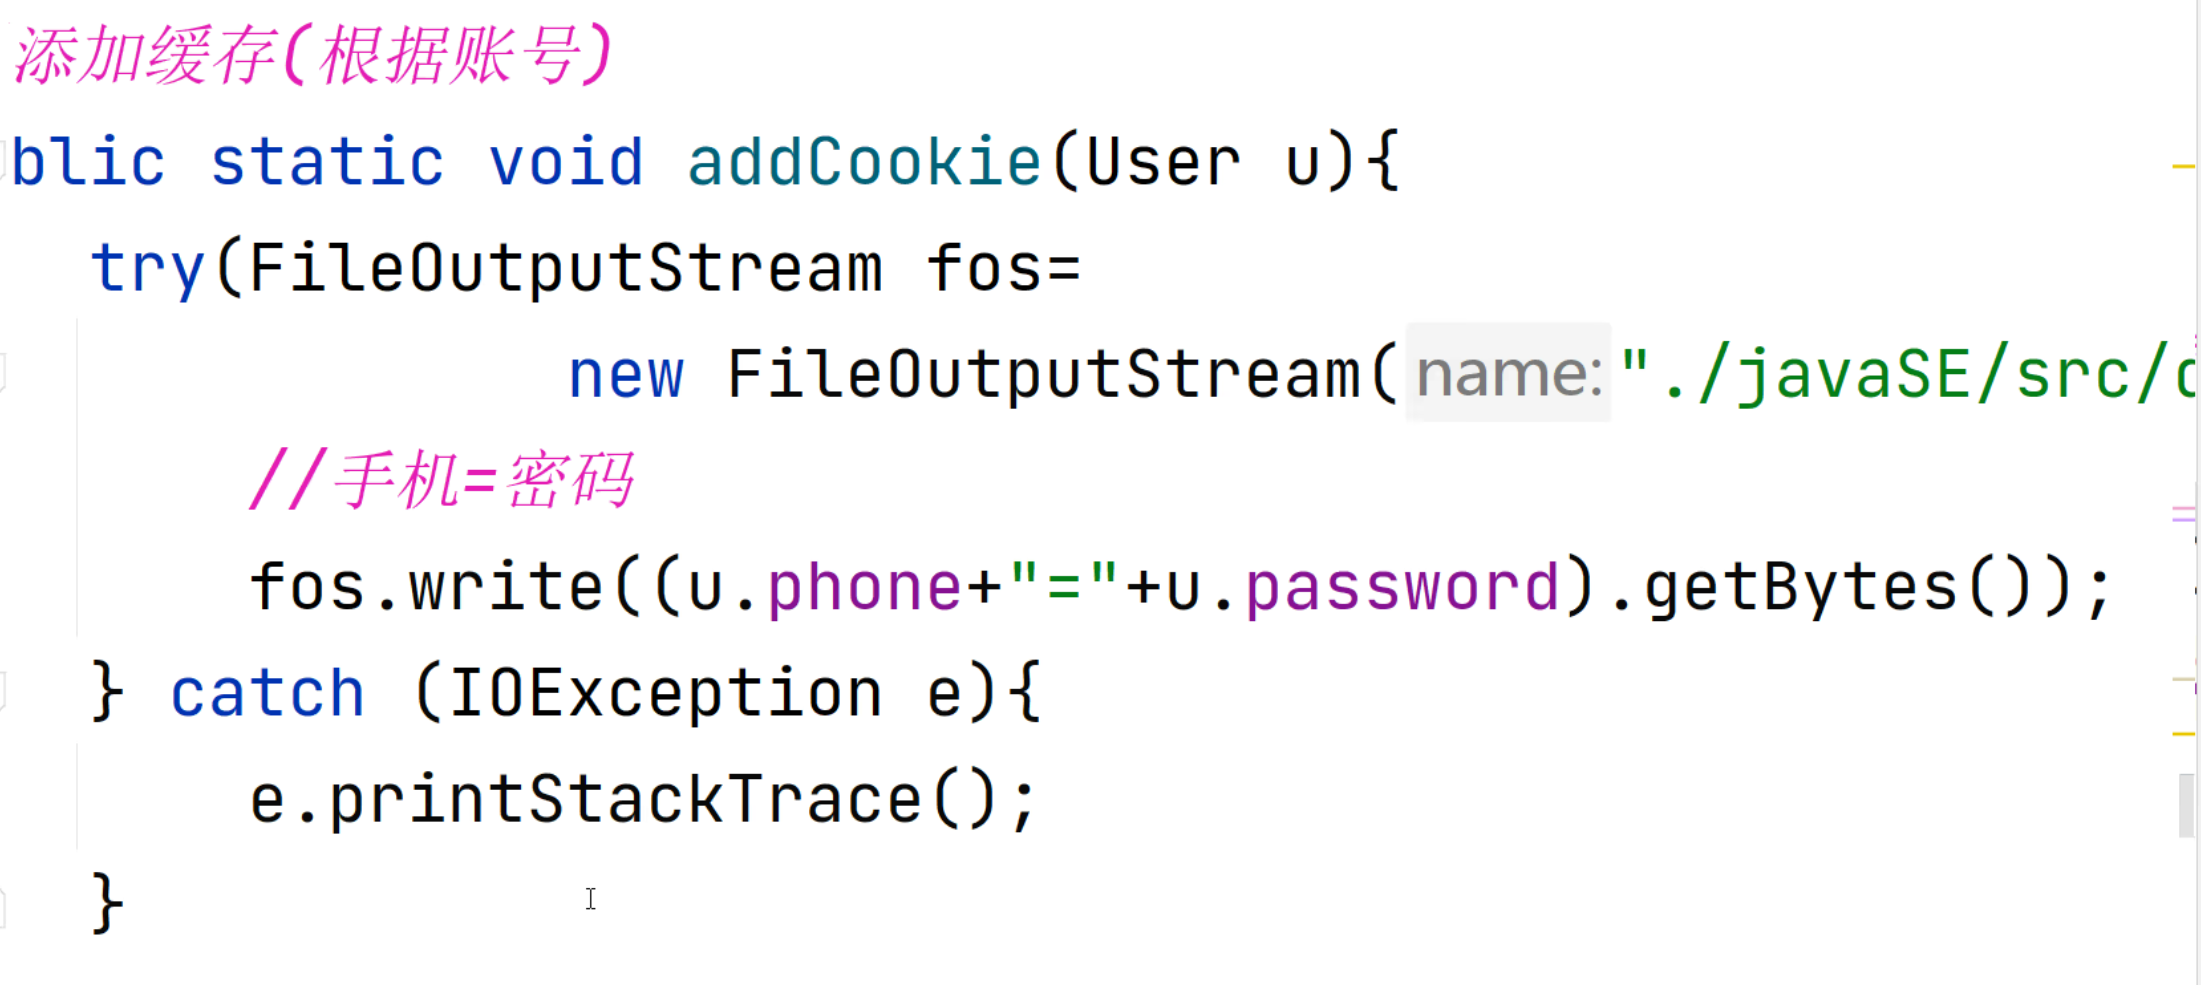 添加缓存(根据账号)
blic static void addCookie(User u){
try(FileOutputStream fos=
new FileOutputStream( name: "./javaSE/src/
//手机=密码
fos.write((u.phone+"="+u.password).getBytes());
} catch (IOException e){
e.printStackTrace();
}